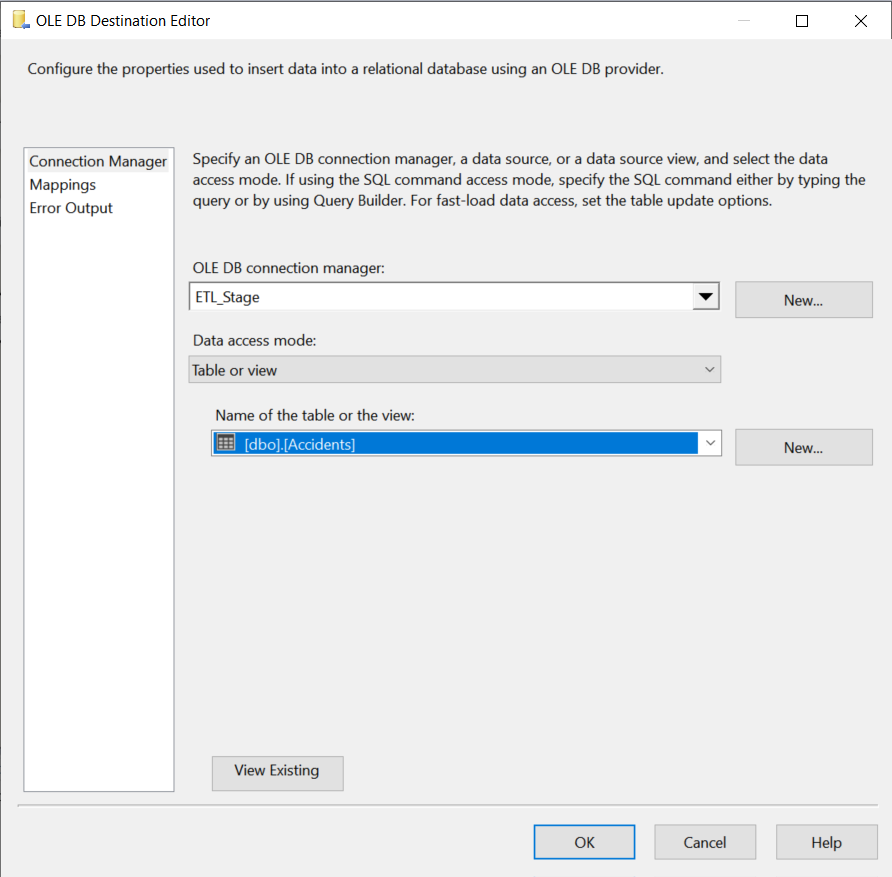 OLE DB Destination Editor
Configure the properties used to insert data into a relational database using an OLE DB provider.
Connection Manager
Mappings
Error Output
Specify an OLE DB connection manager, a data source, or a data source view, and select the data
access mode. If using the SQL command access mode, specify the SQL command either by typing the
query or by using Query Builder. For fast-load data access, set the table update options.
OLE DB connection manager:
ETL_Stage
New...
Data access mode:
Table or view
Name of the table or the view:
[dbo].[Accidents]
New...
View Existing
OK
Cancel
Help